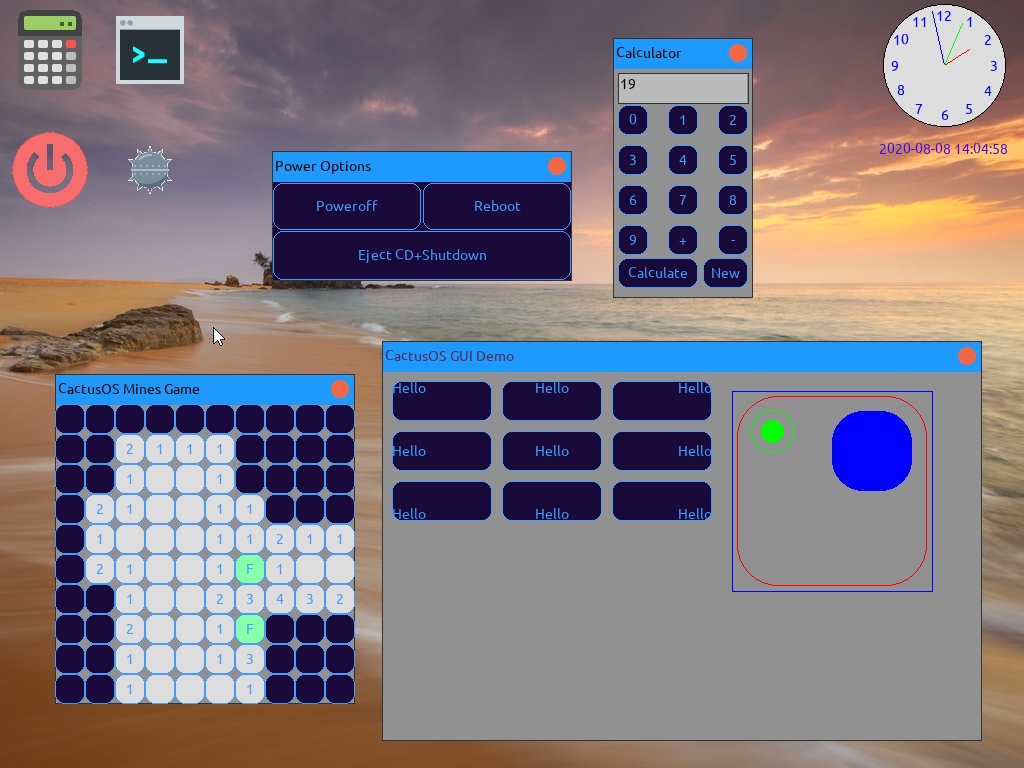 >_
12
11 1
10 2
9 3
8 4
7 5
6
2020-08-08 14:04:58
Calculator
19
0 1 2
3 4 5
6 7 8
9 + -
Calculate New
Power Options
Poweroff Reboot
Eject CD+Shutdown
CactusOS GUI Demo
Hello Hello Hello
Hello Hello Hello
Hello Hello Hello
CactusOS Mines Game
2 1 1 1
1 1
2 1 1 1
1 1 1 2 1 1
2 1 1 F 1
1 2 3 4 3 2
2 1 F
1 1 3
1 1